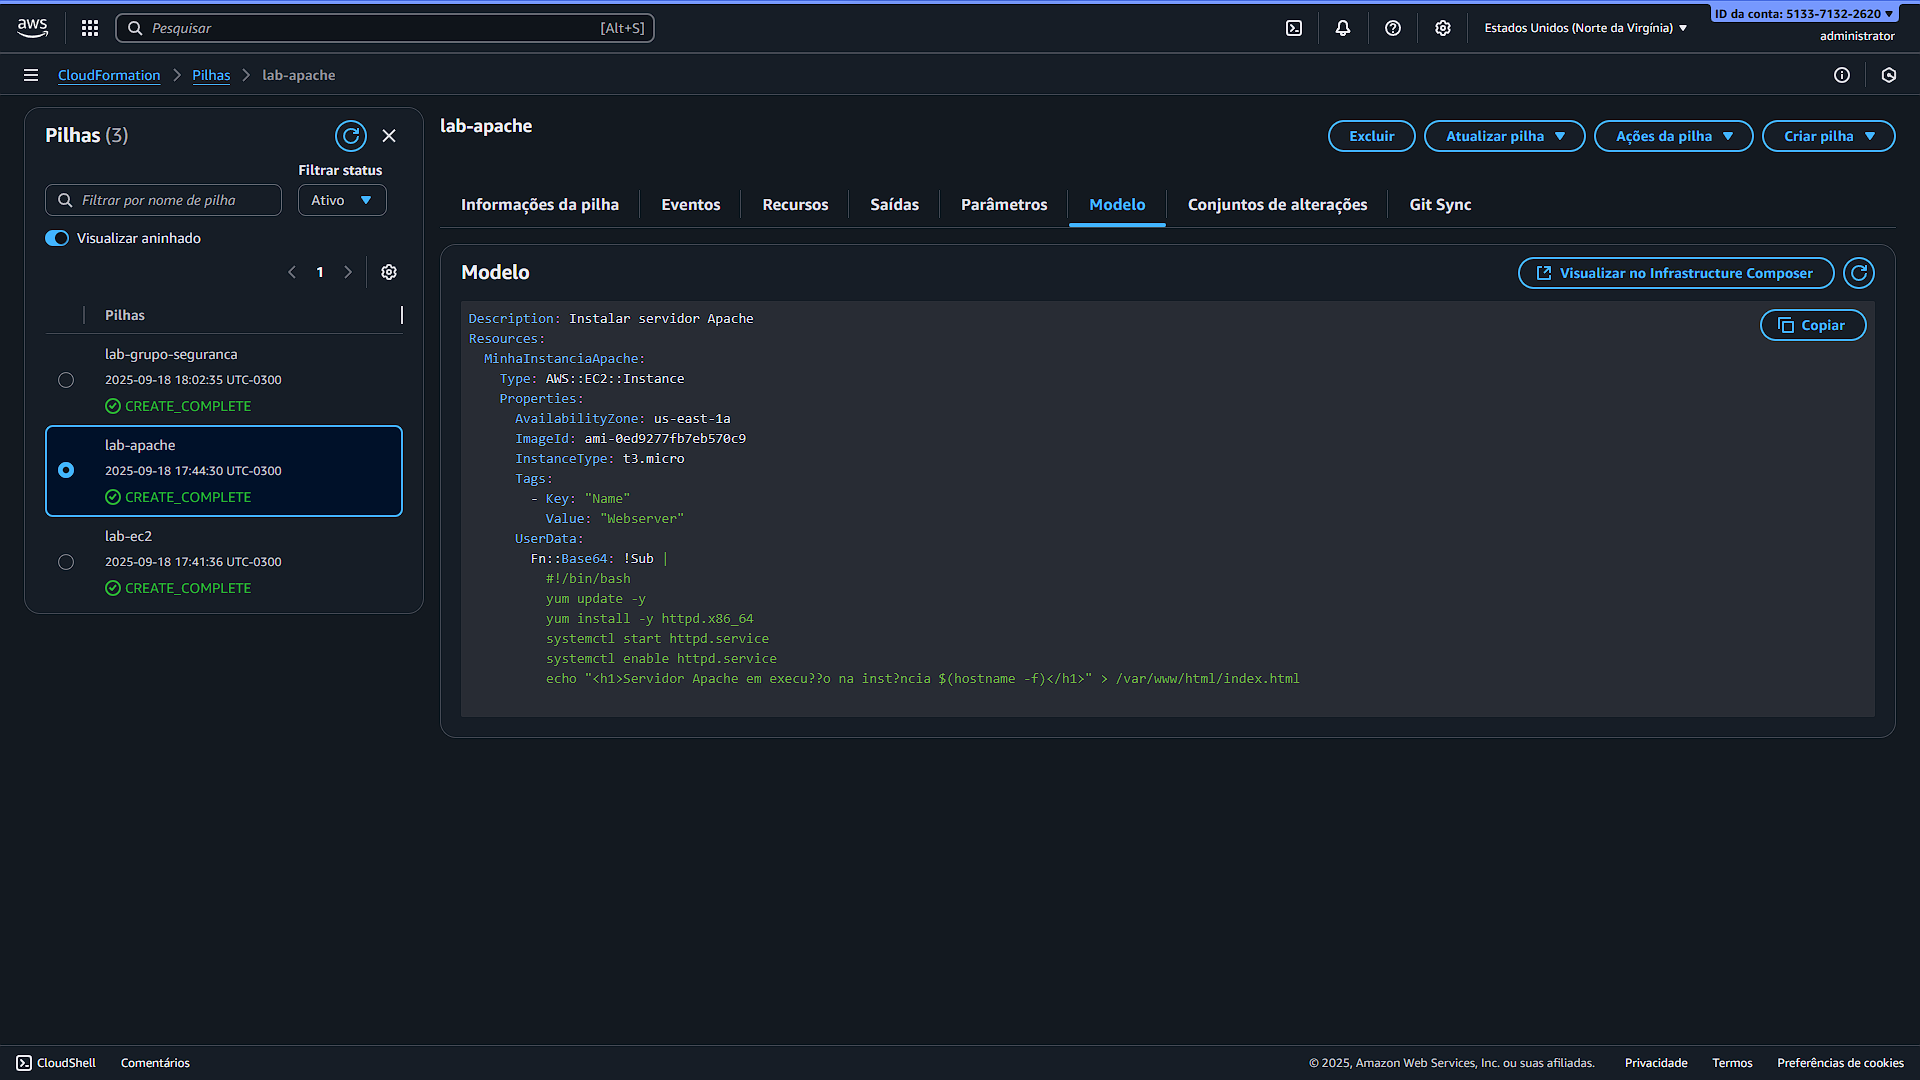 aws
Pesquisar [Alt+S]
Estados Unidos (Norte da Virgínia)
ID da conta: 5133-7132-2620
administrator
CloudFormation > Pilhas > lab-apache
Pilhas (3)
Filtrar status
Filtrar por nome de pilha
Ativo
Visualizar aninhado
1
Pilhas
lab-grupo-seguranca
2025-09-18 18:02:35 UTC-0300
CREATE_COMPLETE
lab-apache
2025-09-18 17:44:30 UTC-0300
CREATE_COMPLETE
lab-ec2
2025-09-18 17:41:36 UTC-0300
CREATE_COMPLETE
lab-apache
Excluir
Atualizar pilha
Ações da pilha
Criar pilha
Informações da pilha
Eventos
Recursos
Saídas
Parâmetros
Modelo
Conjuntos de alterações
Git Sync
Modelo
Visualizar no Infrastructure Composer
Copiar
Description: Instalar servidor Apache
Resources:
  MinhaInstanciaApache:
    Type: AWS::EC2::Instance
    Properties:
      AvailabilityZone: us-east-1a
      ImageId: ami-0ed9277fb7eb570c9
      InstanceType: t3.micro
      Tags:
        - Key: "Name"
          Value: "Webserver"
      UserData:
        Fn::Base64: !Sub |
          #!/bin/bash
          yum update -y
          yum install -y httpd.x86_64
          systemctl start httpd.service
          systemctl enable httpd.service
          echo "<h1>Servidor Apache em execu??o na inst?ncia $(hostname -f)</h1>" > /var/www/html/index.html
CloudShell
Comentários
© 2025, Amazon Web Services, Inc. ou suas afiliadas.
Privacidade
Termos
Preferências de cookies